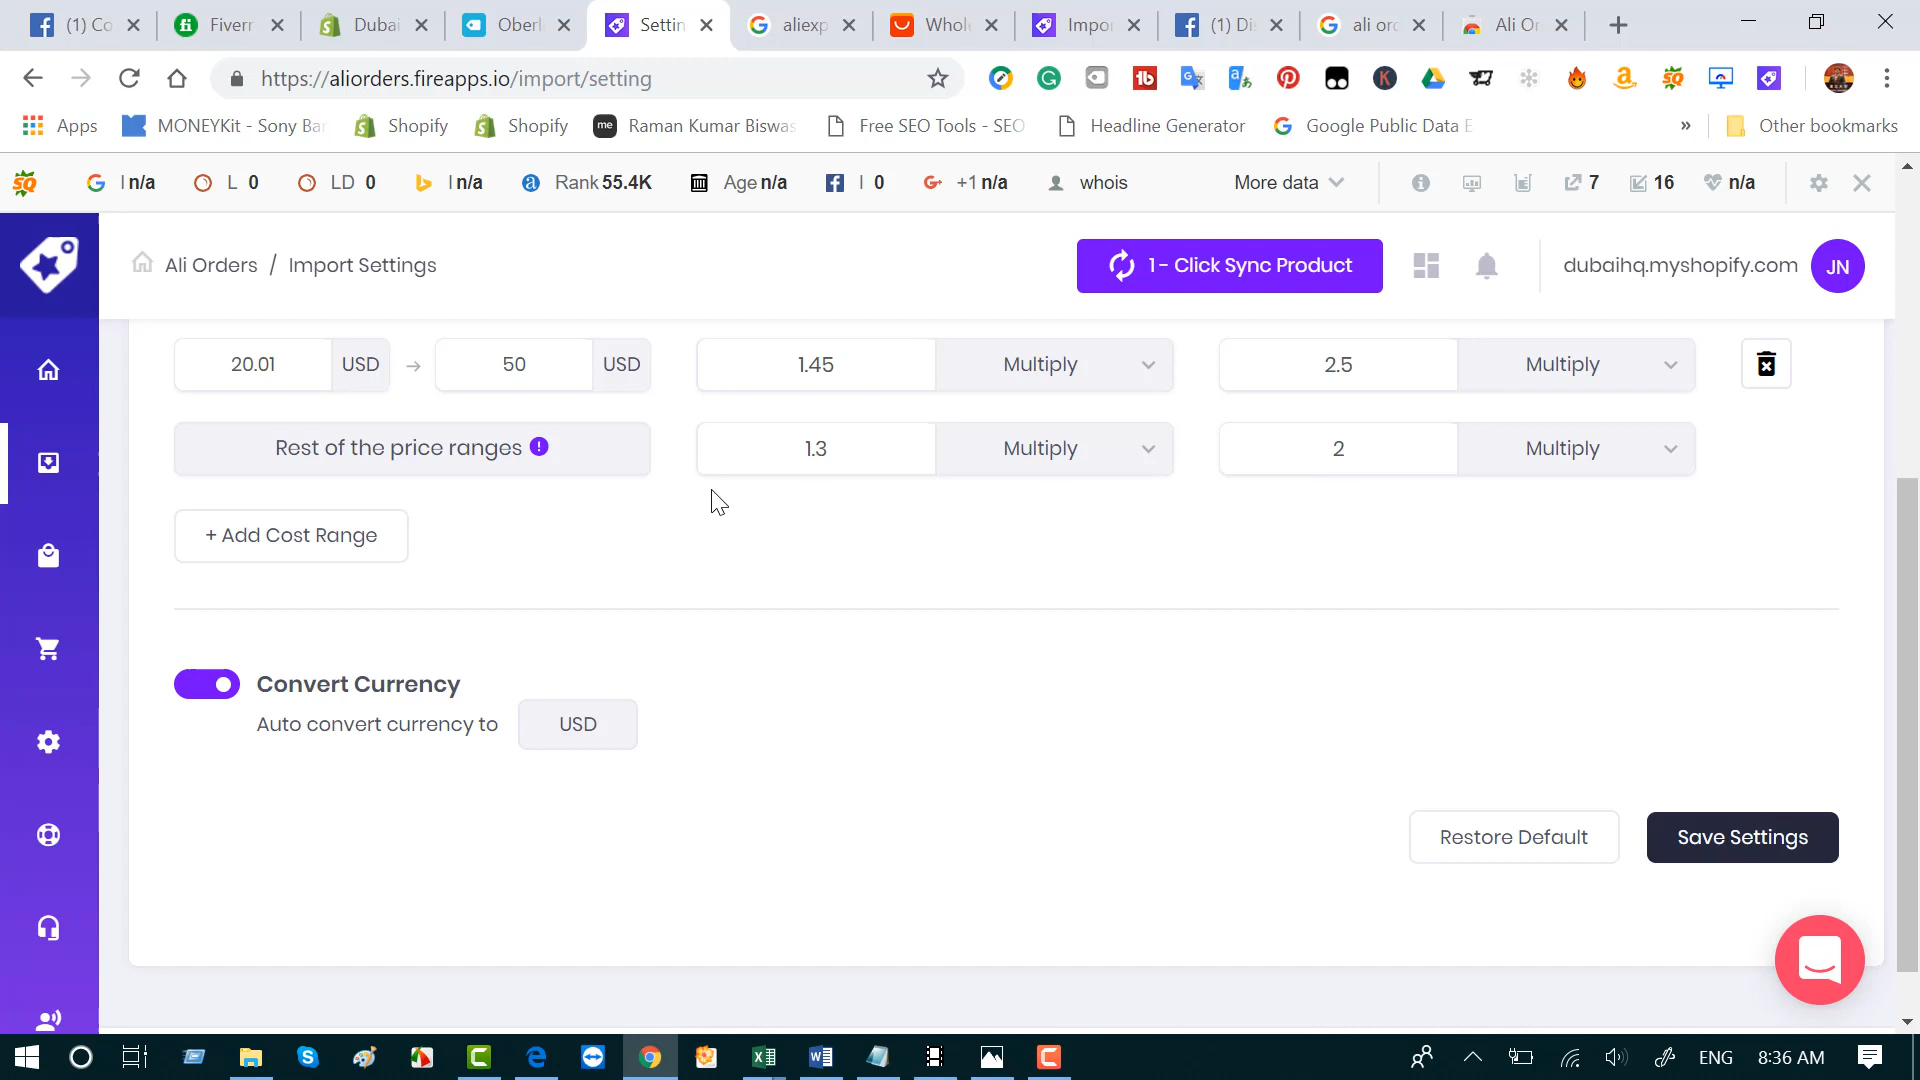 (1) Co
Fiverr
Dubai
Oberl
Settin
aliexp
Whole
Impor
(1) Di
ali orc
Ali Or
https://aliorders.fireapps.io/import/setting
Apps
MONEYKit - Sony Bar
Shopify
Shopify
me
Raman Kumar Biswas
Free SEO Tools - SEO
Headline Generator
Google Public Data E
»
Other bookmarks
SQ
I n/a
L 0
LD 0
I n/a
Rank 55.4K
Age n/a
I 0
+1 n/a
whois
More data
7
16
n/a
Ali Orders / Import Settings
1 - Click Sync Product
dubaihq.myshopify.com
JN
20.01 USD → 50 USD
1.45 Multiply
2.5 Multiply
Rest of the price ranges !
1.3 Multiply
2 Multiply
+ Add Cost Range
Convert Currency
Auto convert currency to USD
Restore Default
Save Settings
ENG
8:36 AM